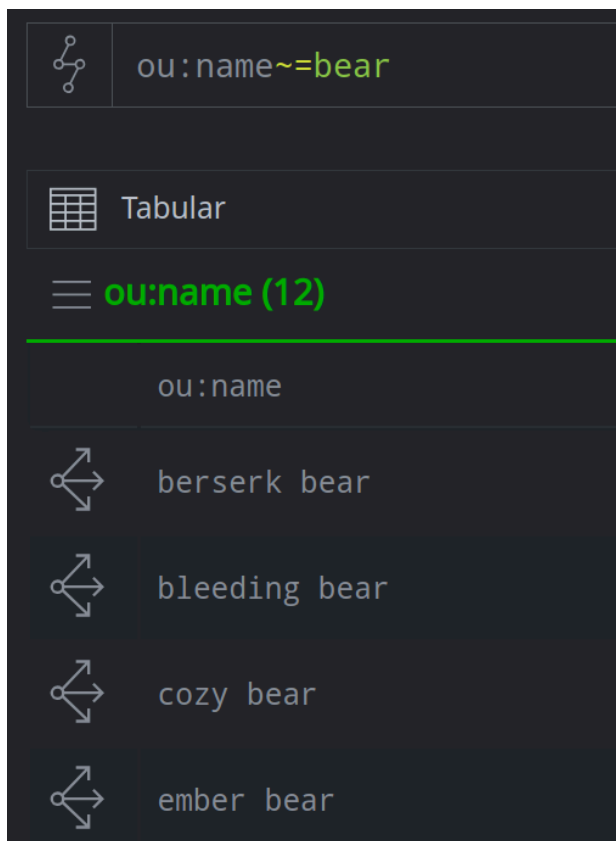 ou:name~=bear
Tabular
ou:name (12)
ou:name
berserk bear
bleeding bear
cozy bear
ember bear